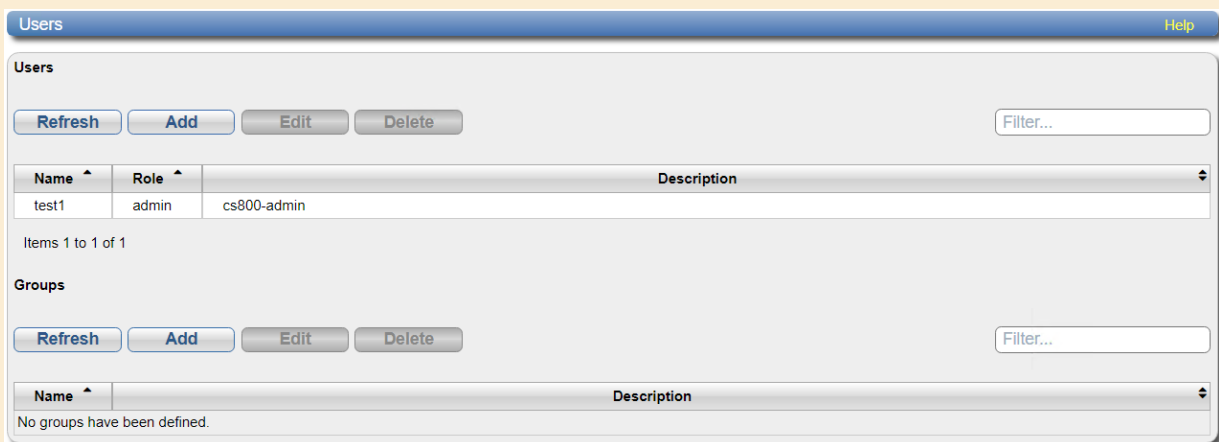 Users Help
Users
Refresh Add Edit Delete Filter...
Name Role Description
test1 admin cs800-admin
Items 1 to 1 of 1
Groups
Refresh Add Edit Delete Filter...
Name Description
No groups have been defined.